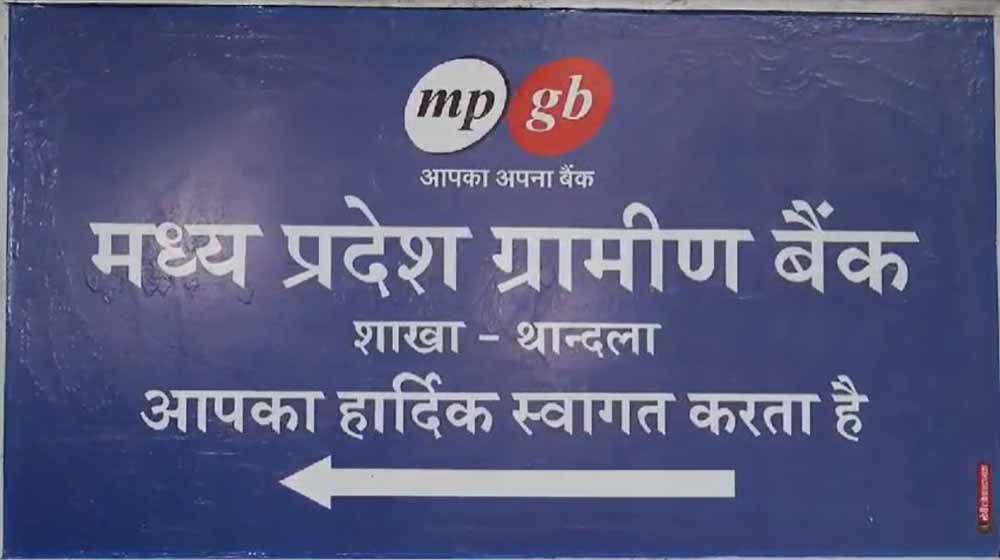 mp gb
आपका अपना बैंक
मध्य प्रदेश ग्रामीण बैंक
शाखा - थान्दला
आपका हार्दिक स्वागत करता है